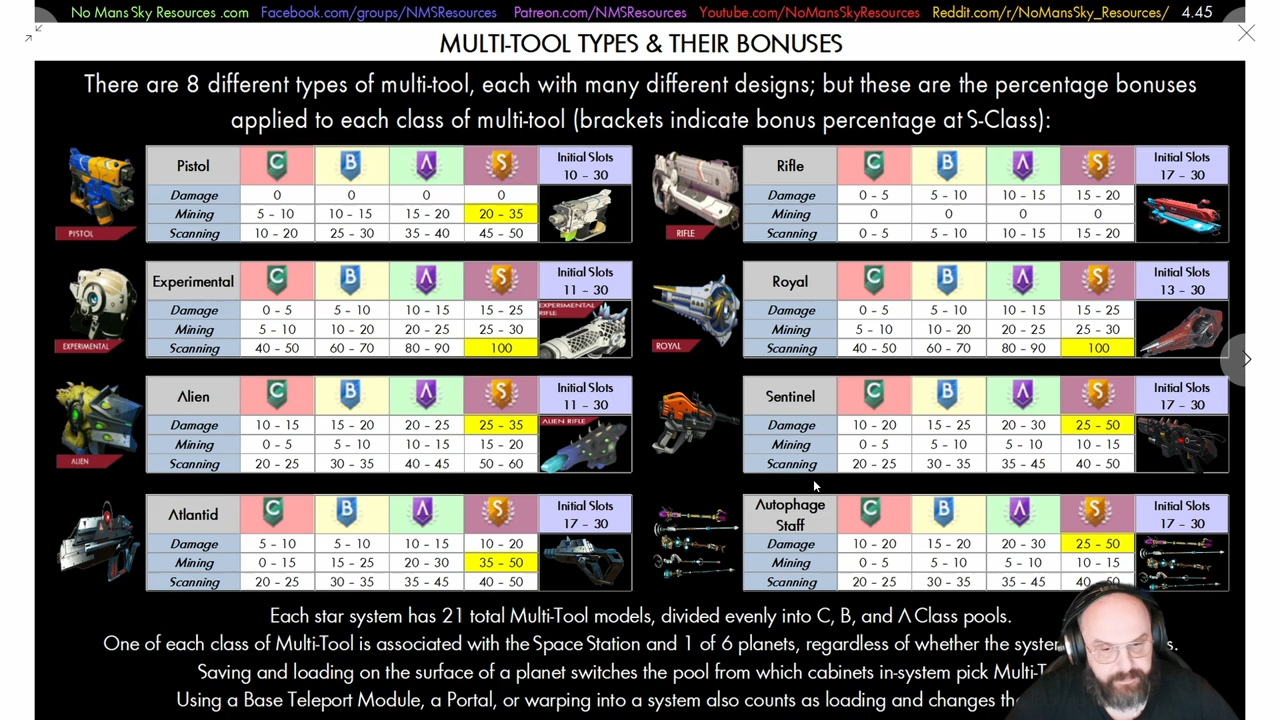 No Mans Sky Resources .com Facebook.com/groups/NMSResources Patreon.com/NMSResources Youtube.com/NoMansSkyResources Reddit.com/r/NoMansSky_Resources/ 4.45
MULTI-TOOL TYPES & THEIR BONUSES
There are 8 different types of multi-tool, each with many different designs; but these are the percentage bonuses
applied to each class of multi-tool (brackets indicate bonus percentage at S-Class):
PISTOL
Pistol C B A S Initial Slots 10 - 30
Damage 0 0 0 0
Mining 5 - 10 10 - 15 15 - 20 20 - 35
Scanning 10 - 20 25 - 30 35 - 40 45 - 50
RIFLE
Rifle C B A S Initial Slots 17 - 30
Damage 0 - 5 5 - 10 10 - 15 15 - 20
Mining 0 0 0 0
Scanning 0 - 5 5 - 10 10 - 15 15 - 20
EXPERIMENTAL
Experimental C B A S Initial Slots 11 - 30
Damage 0 - 5 5 - 10 10 - 15 15 - 25
Mining 5 - 10 10 - 20 20 - 25 25 - 30
Scanning 40 - 50 60 - 70 80 - 90 100
EXPERIMENTAL RIFLE
ROYAL
Royal C B A S Initial Slots 13 - 30
Damage 0 - 5 5 - 10 10 - 15 15 - 25
Mining 5 - 10 10 - 20 20 - 25 25 - 30
Scanning 40 - 50 60 - 70 80 - 90 100
ALIEN
Alien C B A S Initial Slots 11 - 30
Damage 10 - 15 15 - 20 20 - 25 25 - 35
Mining 0 - 5 5 - 10 10 - 15 15 - 20
Scanning 20 - 25 30 - 35 40 - 45 50 - 60
ALIEN RIFLE
Sentinel C B A S Initial Slots 17 - 30
Damage 10 - 20 15 - 25 20 - 30 25 - 50
Mining 0 - 5 5 - 10 5 - 10 10 - 15
Scanning 20 - 25 30 - 35 35 - 45 40 - 50
Atlantid C B A S Initial Slots 17 - 30
Damage 5 - 10 5 - 10 10 - 15 10 - 20
Mining 0 - 15 15 - 25 20 - 30 35 - 50
Scanning 20 - 25 30 - 35 35 - 45 40 - 50
Autophage Staff C B A S Initial Slots 17 - 30
Damage 10 - 20 15 - 20 20 - 30 25 - 50
Mining 0 - 5 5 - 10 5 - 10 10 - 15
Scanning 20 - 25 30 - 35 35 - 45 40 - 50
Each star system has 21 total Multi-Tool models, divided evenly into C, B, and A Class pools.
One of each class of Multi-Tool is associated with the Space Station and 1 of 6 planets, regardless of whether the system s.
Saving and loading on the surface of a planet switches the pool from which cabinets in-system pick Multi-T
Using a Base Teleport Module, a Portal, or warping into a system also counts as loading and changes the